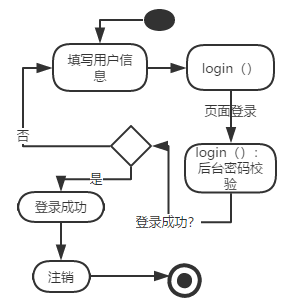 填写用户信
息
login（）
页面登录
否
login（）：
后台密码校
验
是
登录成功
登录成功？
注销